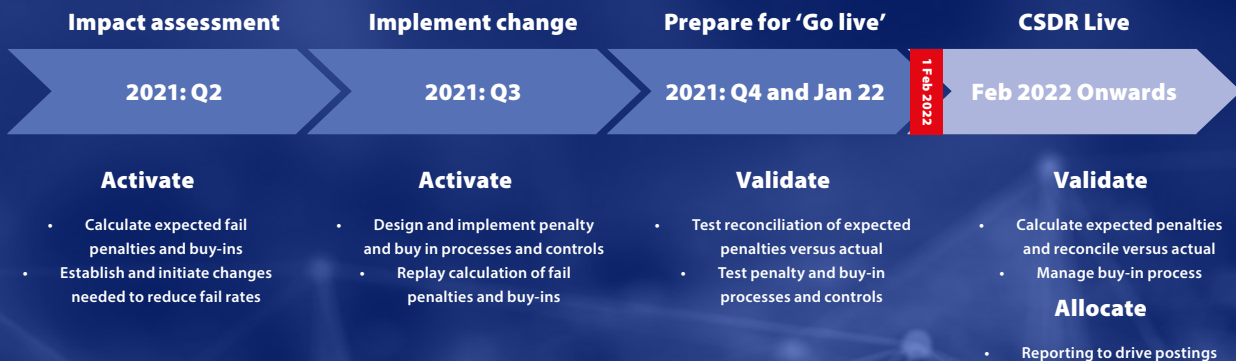 Impact assessment
Implement change
Prepare for ‘Go live’
CSDR Live
2021: Q2
2021: Q3
2021: Q4 and Jan 22
1 Feb 2022
Feb 2022 Onwards
Activate
• Calculate expected fail
penalties and buy-ins
• Establish and initiate changes
needed to reduce fail rates
Activate
• Design and implement penalty
and buy in processes and controls
• Replay calculation of fail
penalties and buy-ins
Validate
• Test reconciliation of expected
penalties versus actual
• Test penalty and buy-in
processes and controls
Validate
• Calculate expected penalties
and reconcile versus actual
• Manage buy-in process
Allocate
• Reporting to drive postings